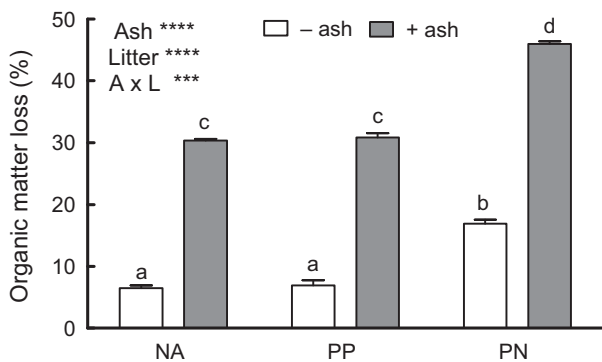 Organic matter loss (%)
50
40
30
20
10
0
Ash ****
Litter ****
A x L ***
– ash
+ ash
a
c
a
c
b
d
NA
PP
PN